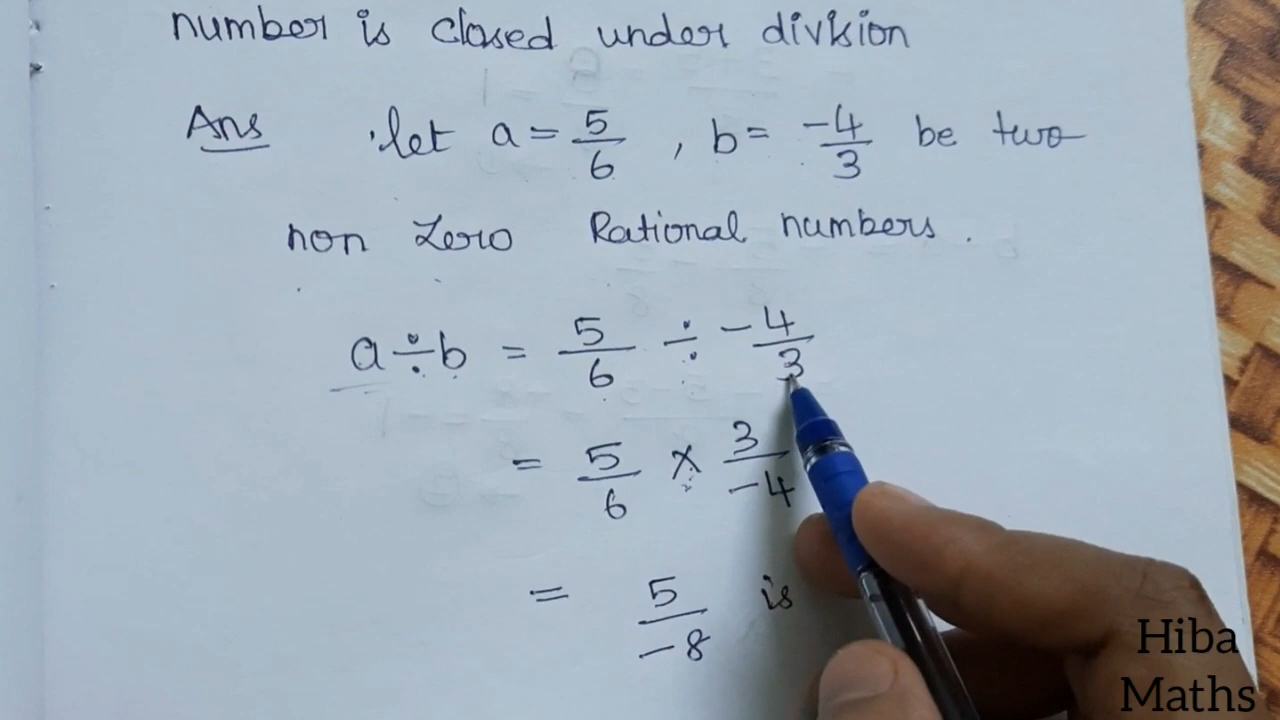 number is closed under division
Ans let a = 5/6 , b = -4/3 be two
non Zero Rational numbers .
a ÷ b = 5/6 ÷ -4/3
= 5/6 × 3/-4
= 5/-8 is
Hiba
Maths